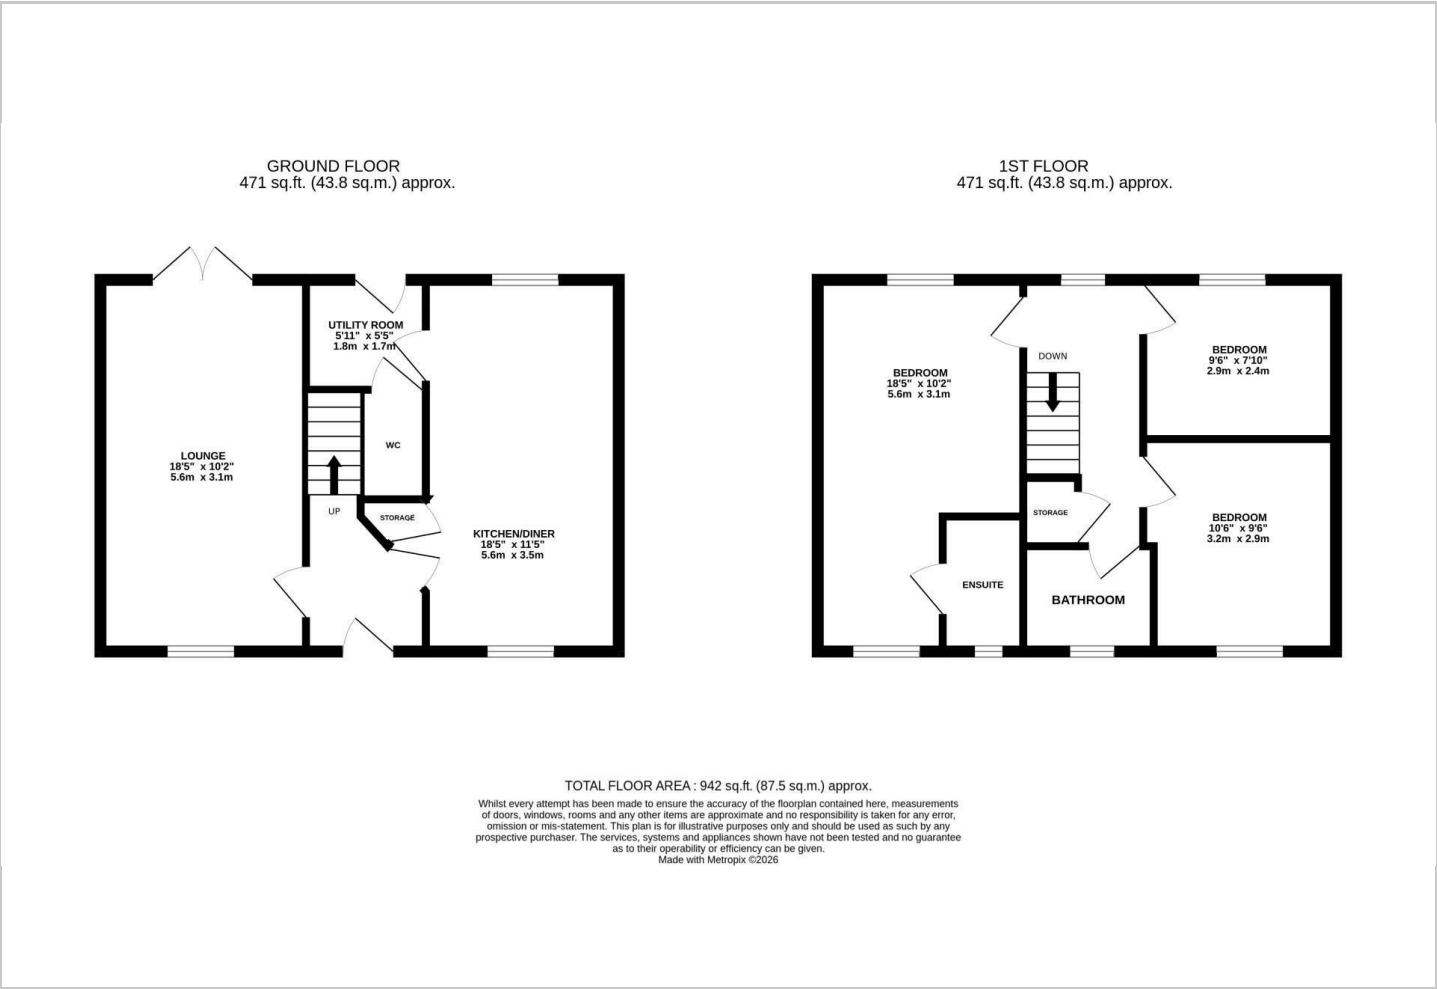 GROUND FLOOR
471 sq.ft. (43.8 sq.m.) approx.
UTILITY ROOM
5'11" x 5'5"
1.8m x 1.7m
LOUNGE
18'5" x 10'2"
5.6m x 3.1m
WC
UP
STORAGE
KITCHEN/DINER
18'5" x 11'5"
5.6m x 3.5m
1ST FLOOR
471 sq.ft. (43.8 sq.m.) approx.
BEDROOM
18'5" x 10'2"
5.6m x 3.1m
DOWN
BEDROOM
9'6" x 7'10"
2.9m x 2.4m
STORAGE
BEDROOM
10'6" x 9'6"
3.2m x 2.9m
ENSUITE
BATHROOM
TOTAL FLOOR AREA : 942 sq.ft. (87.5 sq.m.) approx.
Whilst every attempt has been made to ensure the accuracy of the floorplan contained here, measurements
of doors, windows, rooms and any other items are approximate and no responsibility is taken for any error,
omission or mis-statement. This plan is for illustrative purposes only and should be used as such by any
prospective purchaser. The services, systems and appliances shown have not been tested and no guarantee
as to their operability or efficiency can be given.
Made with Metropix ©2026